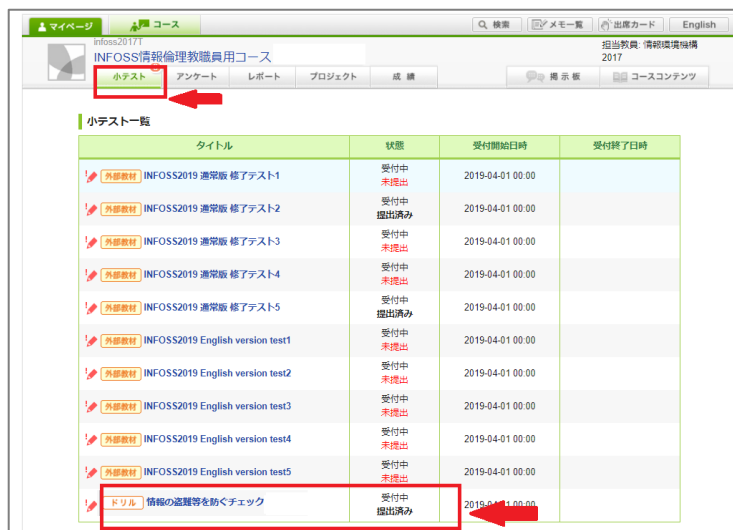 マイページ コース 検索 メモ一覧 出席カード English
infoss2017T 担当教員: 情報環境機構
INFOSS情報倫理教職員用コース 2017
小テスト アンケート レポート プロジェクト 成績 掲示板 コースコンテンツ
小テスト一覧
タイトル 状態 受付開始日時 受付終了日時
外部教材 INFOSS2019 通常版 修了テスト1 受付中 2019-04-01 00:00
未提出
外部教材 INFOSS2019 通常版 修了テスト2 受付中 2019-04-01 00:00
提出済み
外部教材 INFOSS2019 通常版 修了テスト3 受付中 2019-04-01 00:00
未提出
外部教材 INFOSS2019 通常版 修了テスト4 受付中 2019-04-01 00:00
未提出
外部教材 INFOSS2019 通常版 修了テスト5 受付中 2019-04-01 00:00
提出済み
外部教材 INFOSS2019 English version test1 受付中 2019-04-01 00:00
未提出
外部教材 INFOSS2019 English version test2 受付中 2019-04-01 00:00
未提出
外部教材 INFOSS2019 English version test3 受付中 2019-04-01 00:00
未提出
外部教材 INFOSS2019 English version test4 受付中 2019-04-01 00:00
未提出
外部教材 INFOSS2019 English version test5 受付中 2019-04-01 00:00
未提出
ドリル 情報の盗難等を防ぐチェック 受付中 2019-04-01 00:00
提出済み